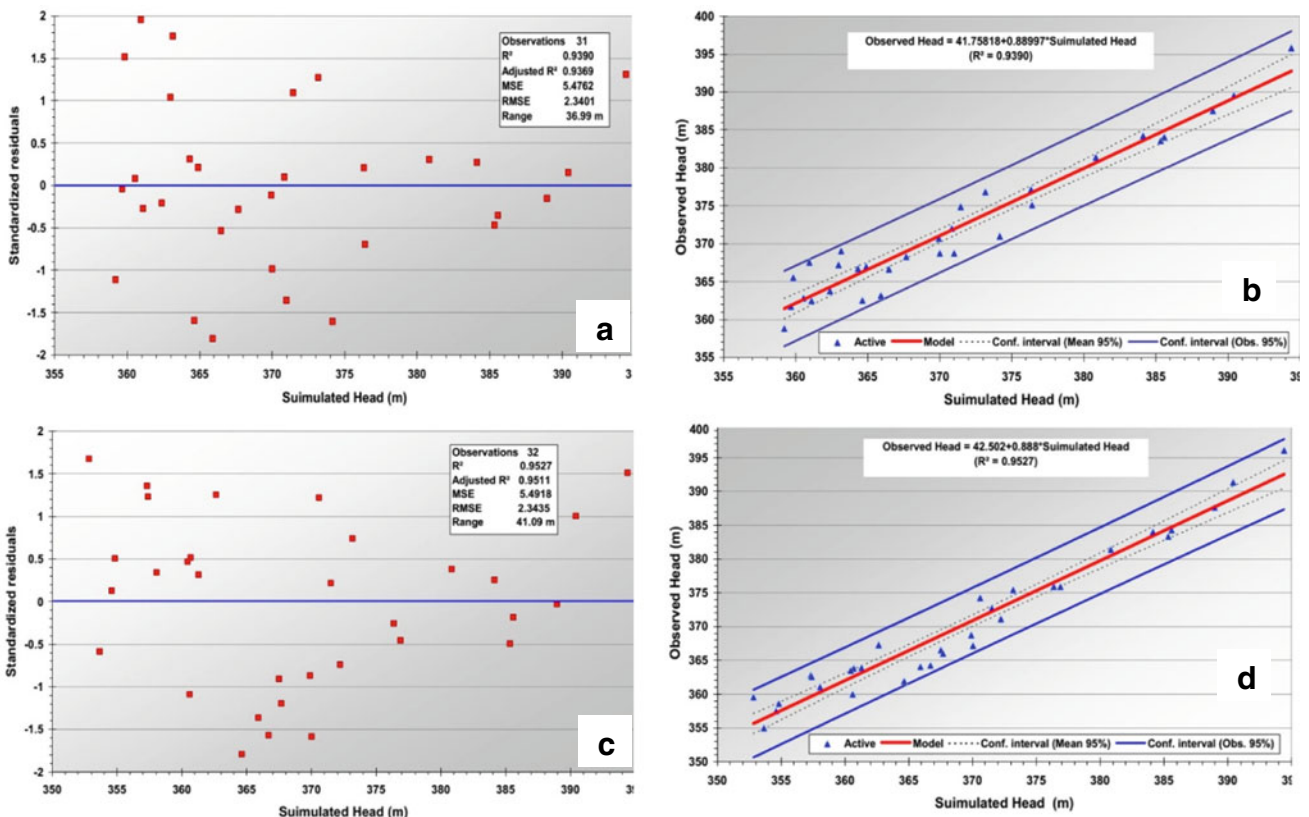 2
1.5
1
0.5
0
-0.5
-1
-1.5
-2
Standardized residuals
Observations 31
R² 0.9390
Adjusted R² 0.9369
MSE 5.4762
RMSE 2.3401
Range 36.99 m
a
355 360 365 370 375 380 385 390 3
Suimulated Head (m)
400
395
390
385
380
375
370
365
360
355
Observed Head (m)
Observed Head = 41.75818+0.88997*Suimulated Head
(R² = 0.9390)
b
Active Model Conf. interval (Mean 95%) Conf. interval (Obs. 95%)
355 360 365 370 375 380 385 390 39
Suimulated Head (m)
2
1.5
1
0.5
0
-0.5
-1
-1.5
-2
Standardized residuals
Observations 32
R² 0.9527
Adjusted R² 0.9511
MSE 5.4918
RMSE 2.3435
Range 41.09 m
c
350 355 360 365 370 375 380 385 390 39
Suimulated Head (m)
400
395
390
385
380
375
370
365
360
355
350
Observed Head (m)
Observed Head = 42.502+0.888*Suimulated Head
(R² = 0.9527)
d
Active Model Conf. interval (Mean 95%) Conf. interval (Obs. 95%)
350 355 360 365 370 375 380 385 390 39
Suimulated Head (m)